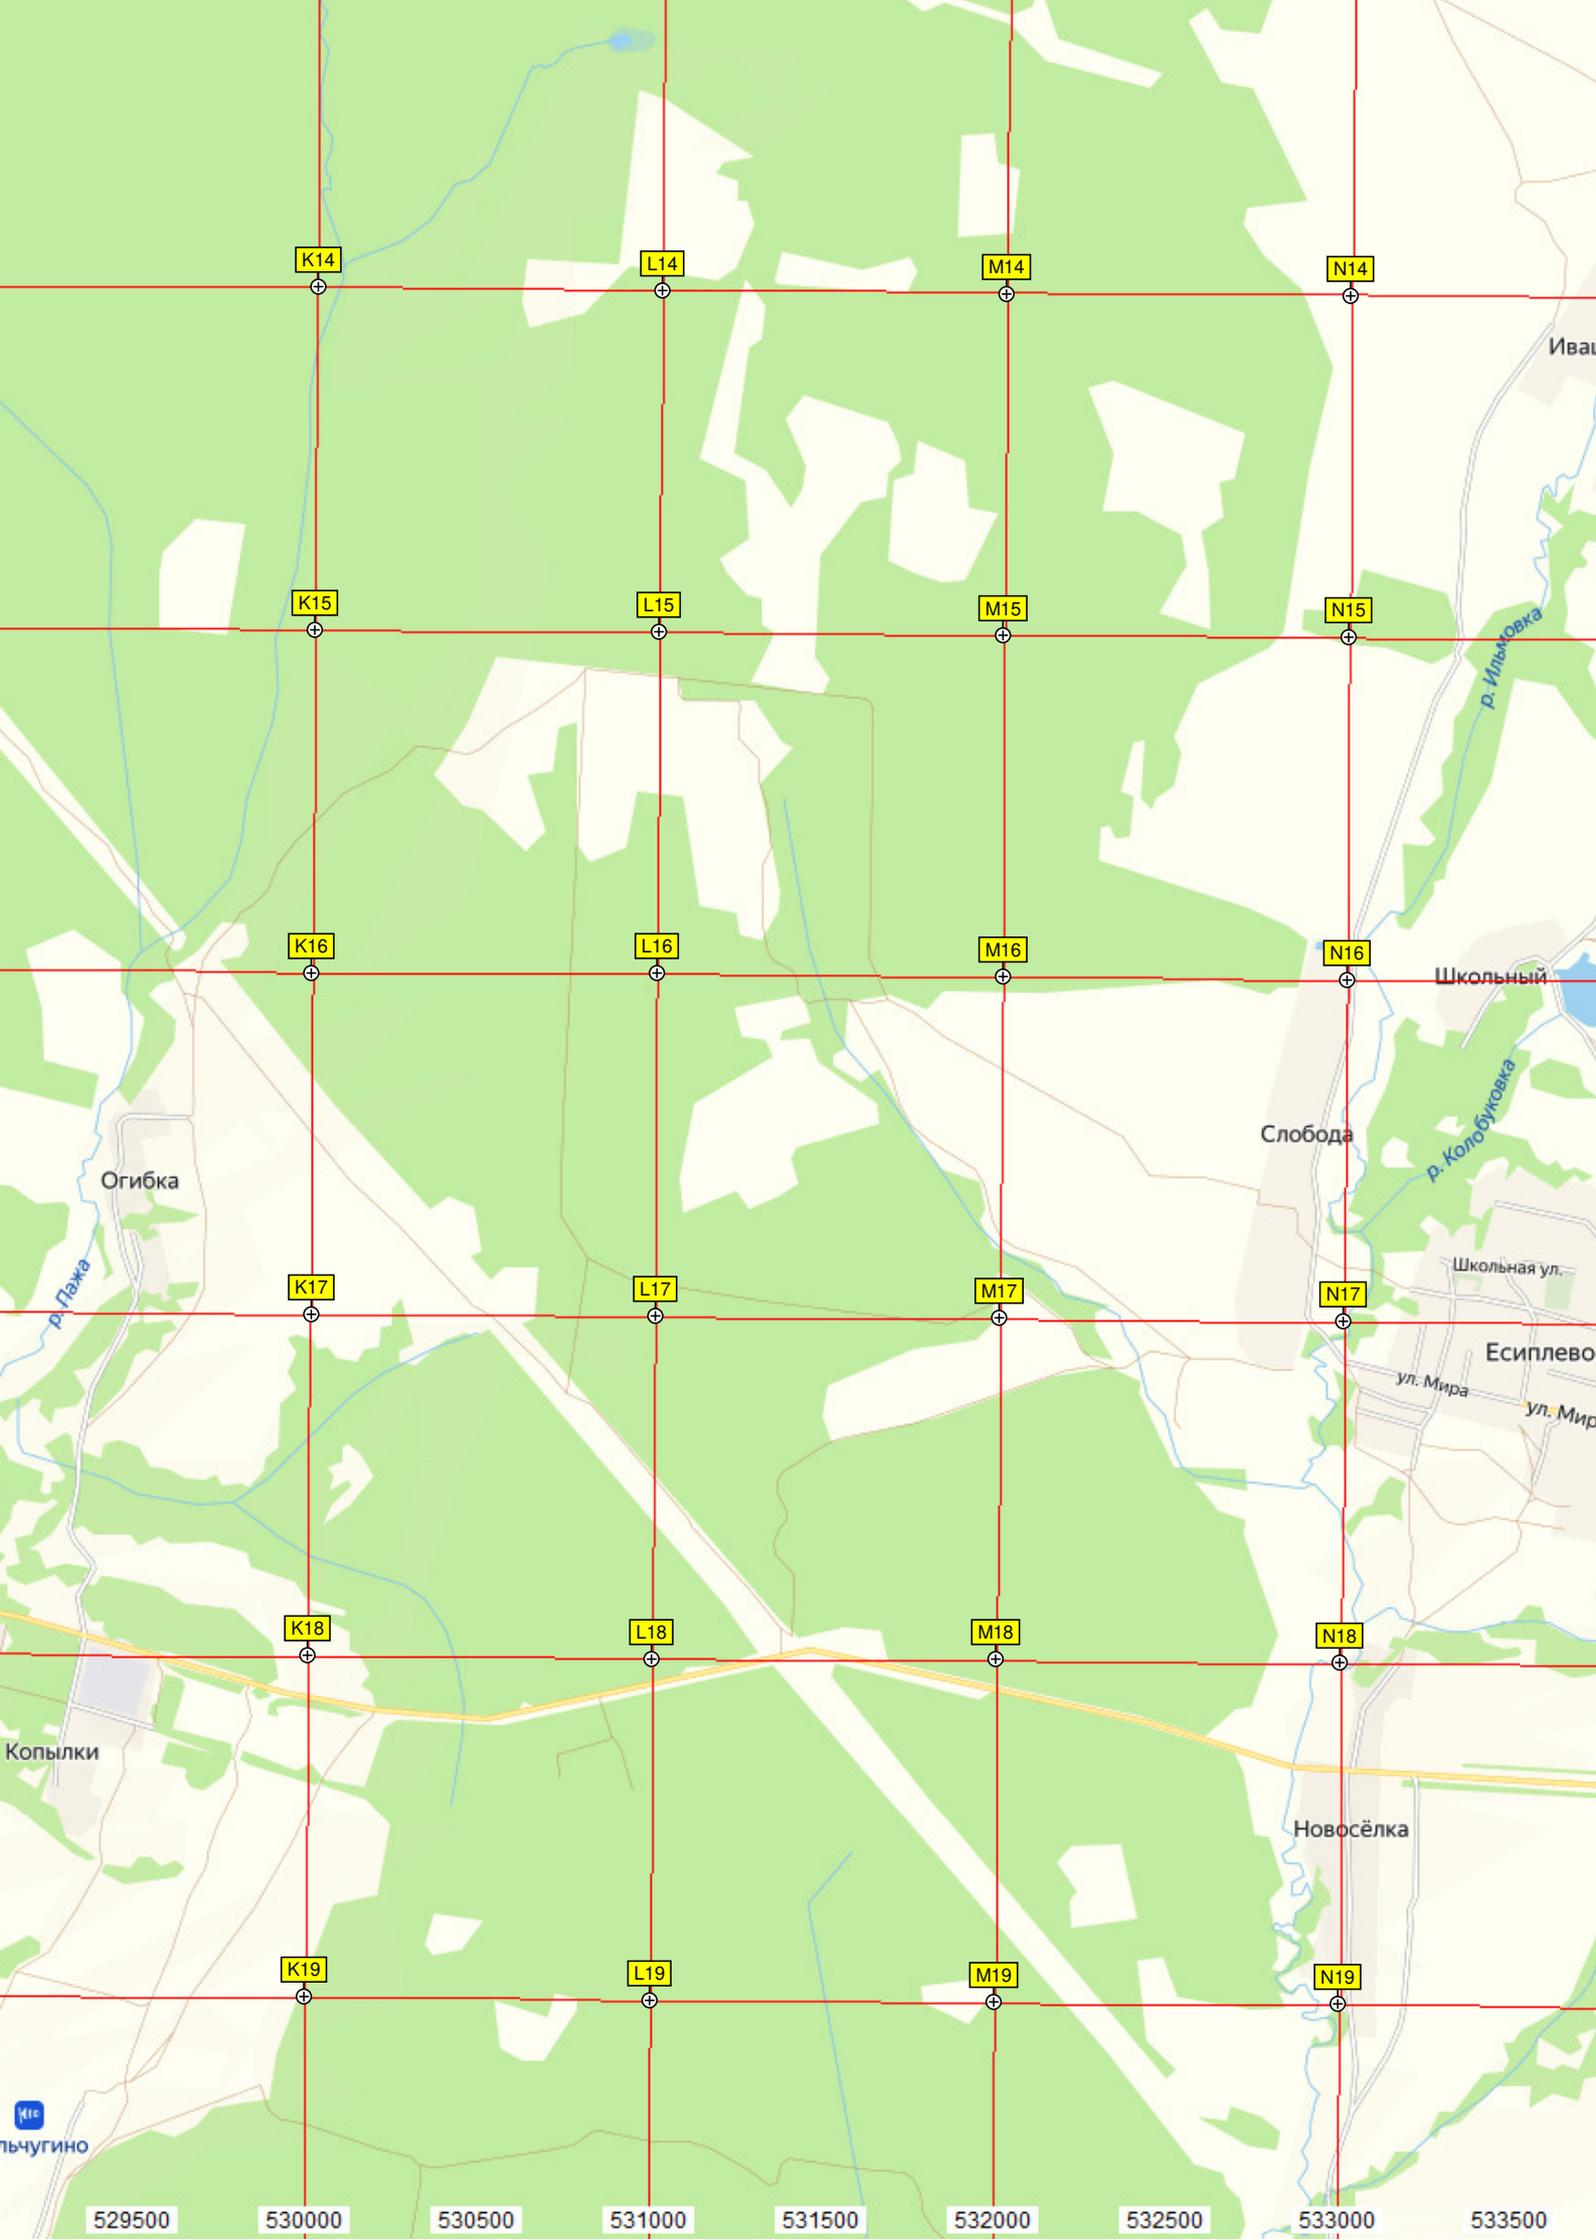 K14
L14
M14
N14
Иваш
K15
L15
M15
N15
р. Ильмовка
K16
L16
M16
N16
Школьный
Слобода
р. Колобуковка
Огибка
р. Пажа
Школьная ул.
K17
L17
M17
N17
Есиплево
ул. Мира
ул. Мир
K18
L18
M18
N18
Копылки
Новосёлка
K19
L19
M19
N19
льчугино
529500 530000 530500 531000 531500 532000 532500 533000 533500